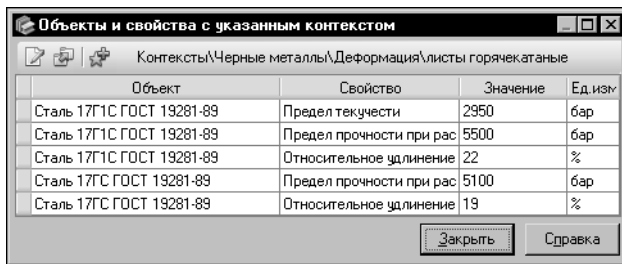 Объекты и свойства с указанным контекстом
Контексты\Черные металлы\Деформация\листы горячекатаные
Объект Свойство Значение Ед.изм
Сталь 17Г1С ГОСТ 19281-89 Предел текучести 2950 бар
Сталь 17Г1С ГОСТ 19281-89 Предел прочности при рас 5500 бар
Сталь 17Г1С ГОСТ 19281-89 Относительное удлинение 22 %
Сталь 17ГС ГОСТ 19281-89 Предел прочности при рас 5100 бар
Сталь 17ГС ГОСТ 19281-89 Относительное удлинение 19 %
Закрыть Справка